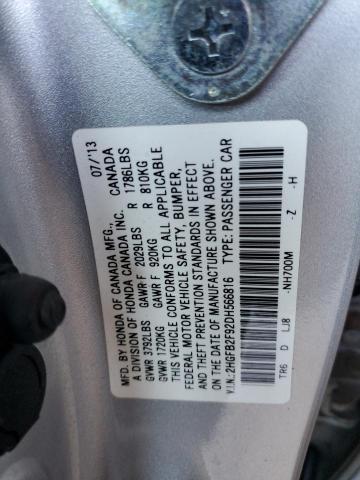 MFD. BY HONDA OF CANADA MFG., CANADA 07/'13
A DIVISION OF HONDA CANADA INC.
GVWR 3792LBS GAWR-F 2029LBS R 1786LBS
GVWR 1720KG GAWR F 920KG R 810KG
THIS VEHICLE CONFORMS TO ALL APPLICABLE
FEDERAL MOTOR VEHICLE SAFETY, BUMPER,
AND THEFT PREVENTION STANDARDS IN EFFECT
ON THE DATE OF MANUFACTURE SHOWN ABOVE.
V.I.N.: 2HGFB2F92DH566816 TYPE: PASSENGER CAR
-NH700M -Z -H
TR6 D LJ8